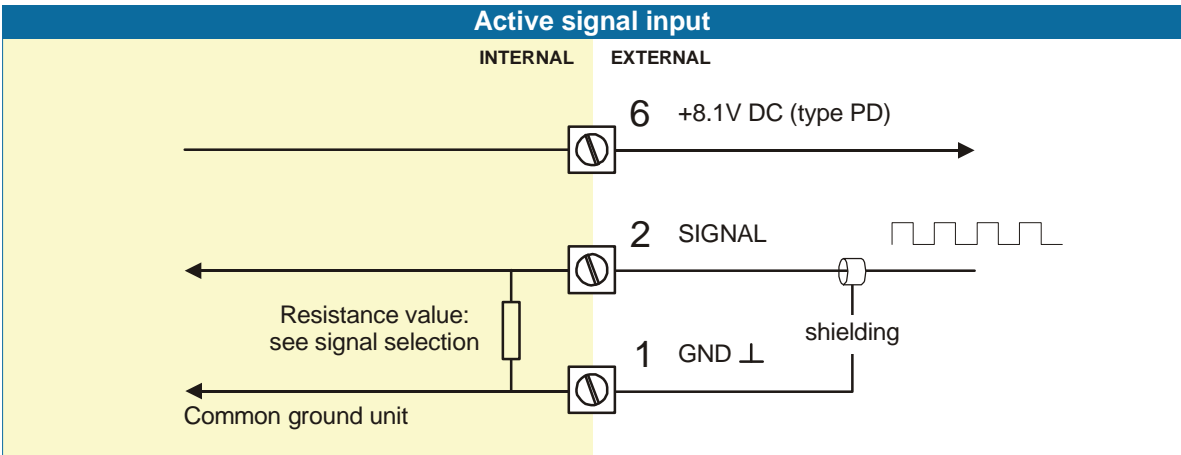 Active signal input
INTERNAL EXTERNAL
6 +8.1V DC (type PD)
2 SIGNAL
Resistance value:
see signal selection
shielding
1 GND ⊥
Common ground unit